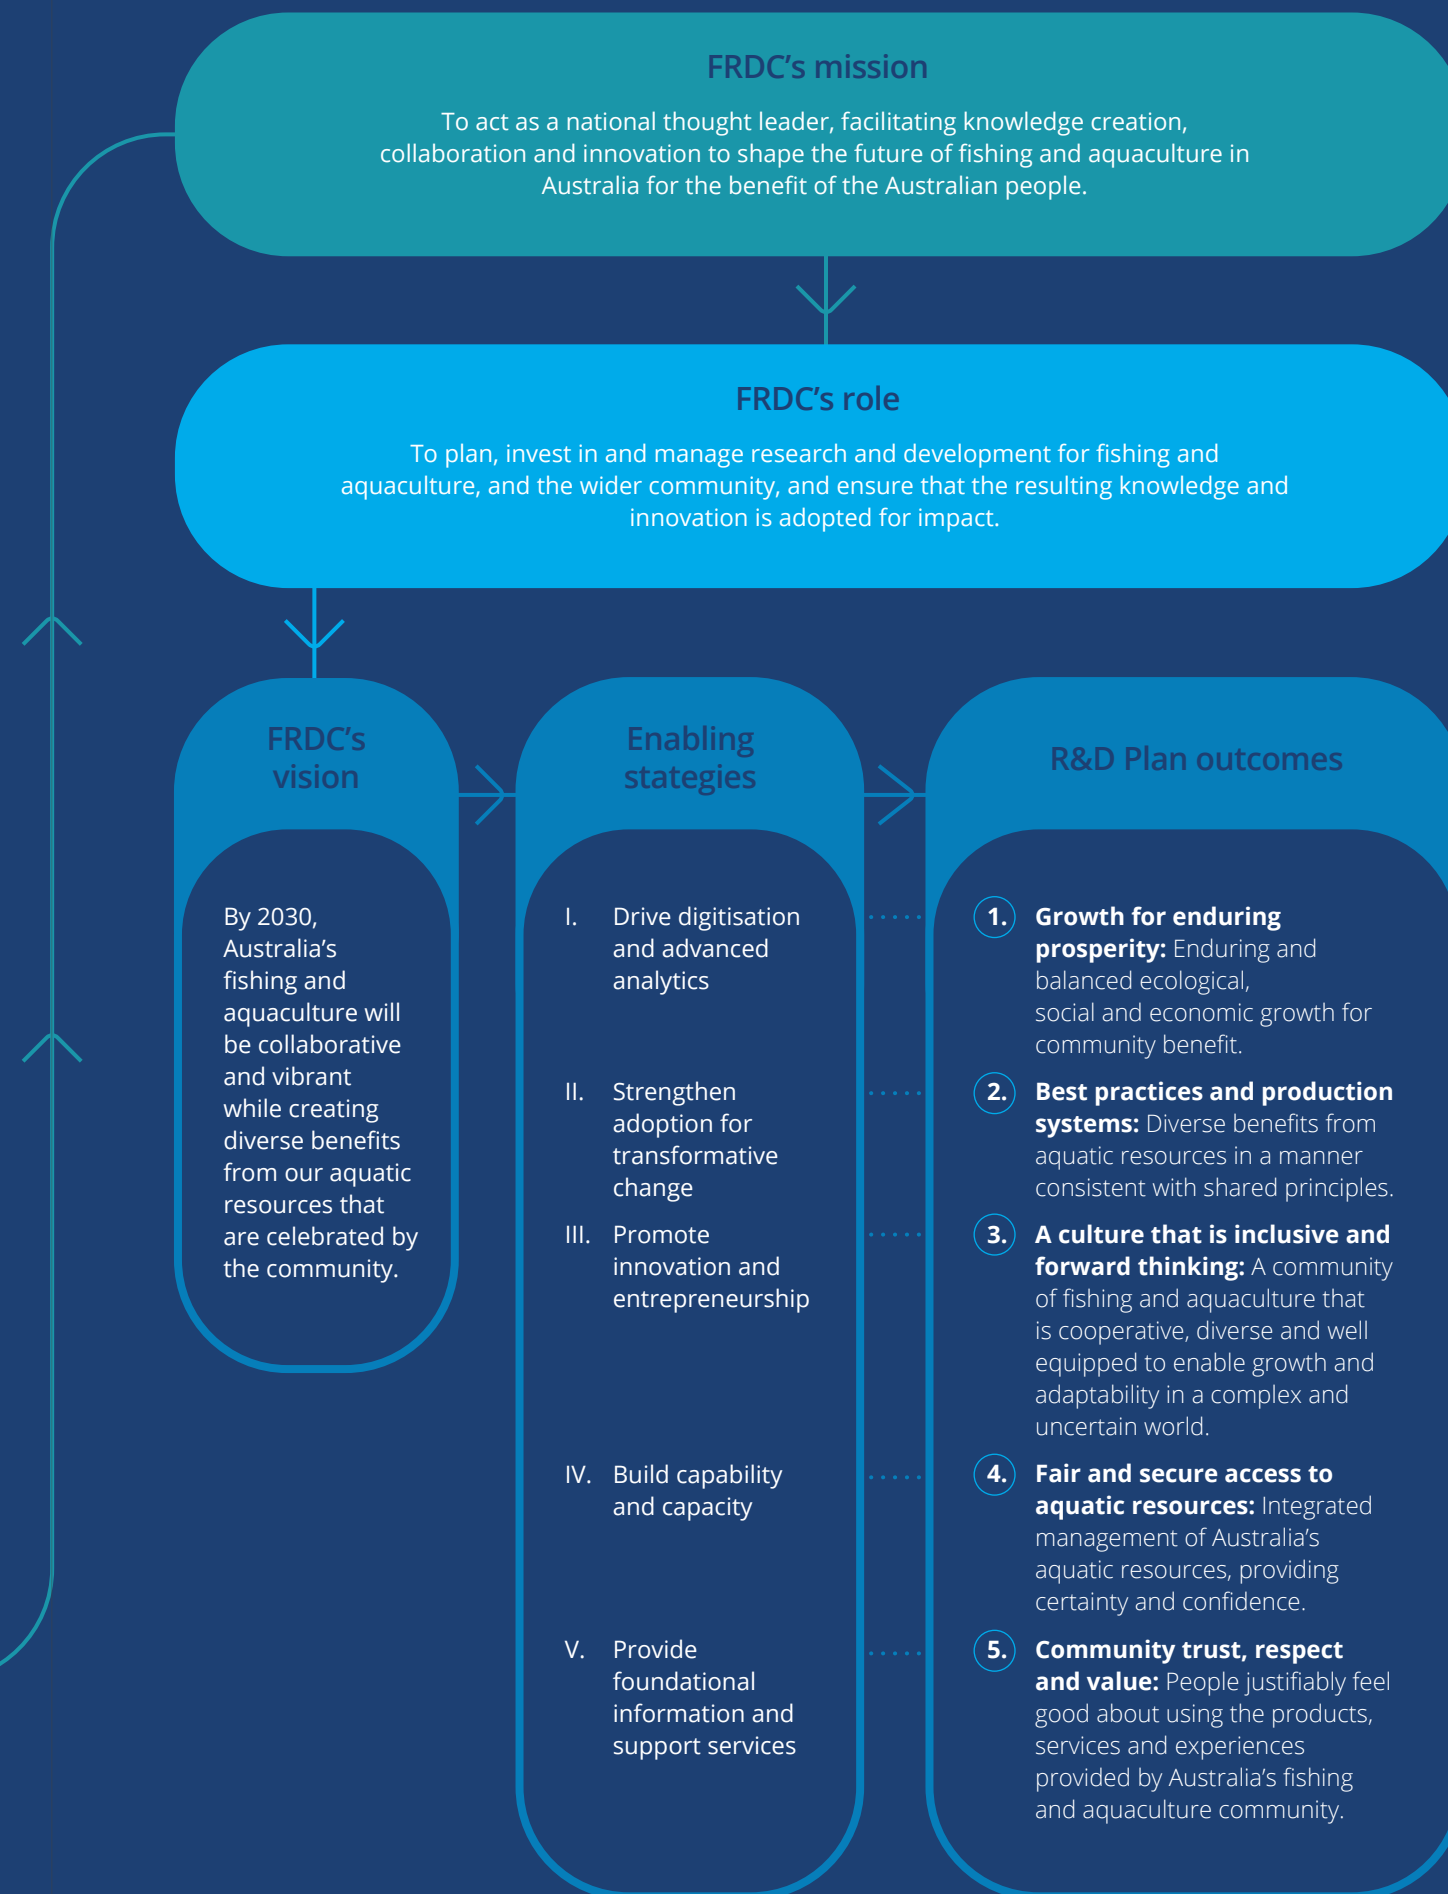 FRDC’s mission
To act as a national thought leader, facilitating knowledge creation,
collaboration and innovation to shape the future of fishing and aquaculture in
Australia for the benefit of the Australian people.
FRDC’s role
To plan, invest in and manage research and development for fishing and
aquaculture, and the wider community, and ensure that the resulting knowledge and
innovation is adopted for impact.
FRDC’s
vision
By 2030,
Australia’s
fishing and
aquaculture will
be collaborative
and vibrant
while creating
diverse benefits
from our aquatic
resources that
are celebrated by
the community.
Enabling
stategies
I. Drive digitisation
and advanced
analytics
II. Strengthen
adoption for
transformative
change
III. Promote
innovation and
entrepreneurship
IV. Build capability
and capacity
V. Provide
foundational
information and
support services
R&D Plan outcomes
1. Growth for enduring
prosperity: Enduring and
balanced ecological,
social and economic growth for
community benefit.
2. Best practices and production
systems: Diverse benefits from
aquatic resources in a manner
consistent with shared principles.
3. A culture that is inclusive and
forward thinking: A community
of fishing and aquaculture that
is cooperative, diverse and well
equipped to enable growth and
adaptability in a complex and
uncertain world.
4. Fair and secure access to
aquatic resources: Integrated
management of Australia’s
aquatic resources, providing
certainty and confidence.
5. Community trust, respect
and value: People justifiably feel
good about using the products,
services and experiences
provided by Australia’s fishing
and aquaculture community.